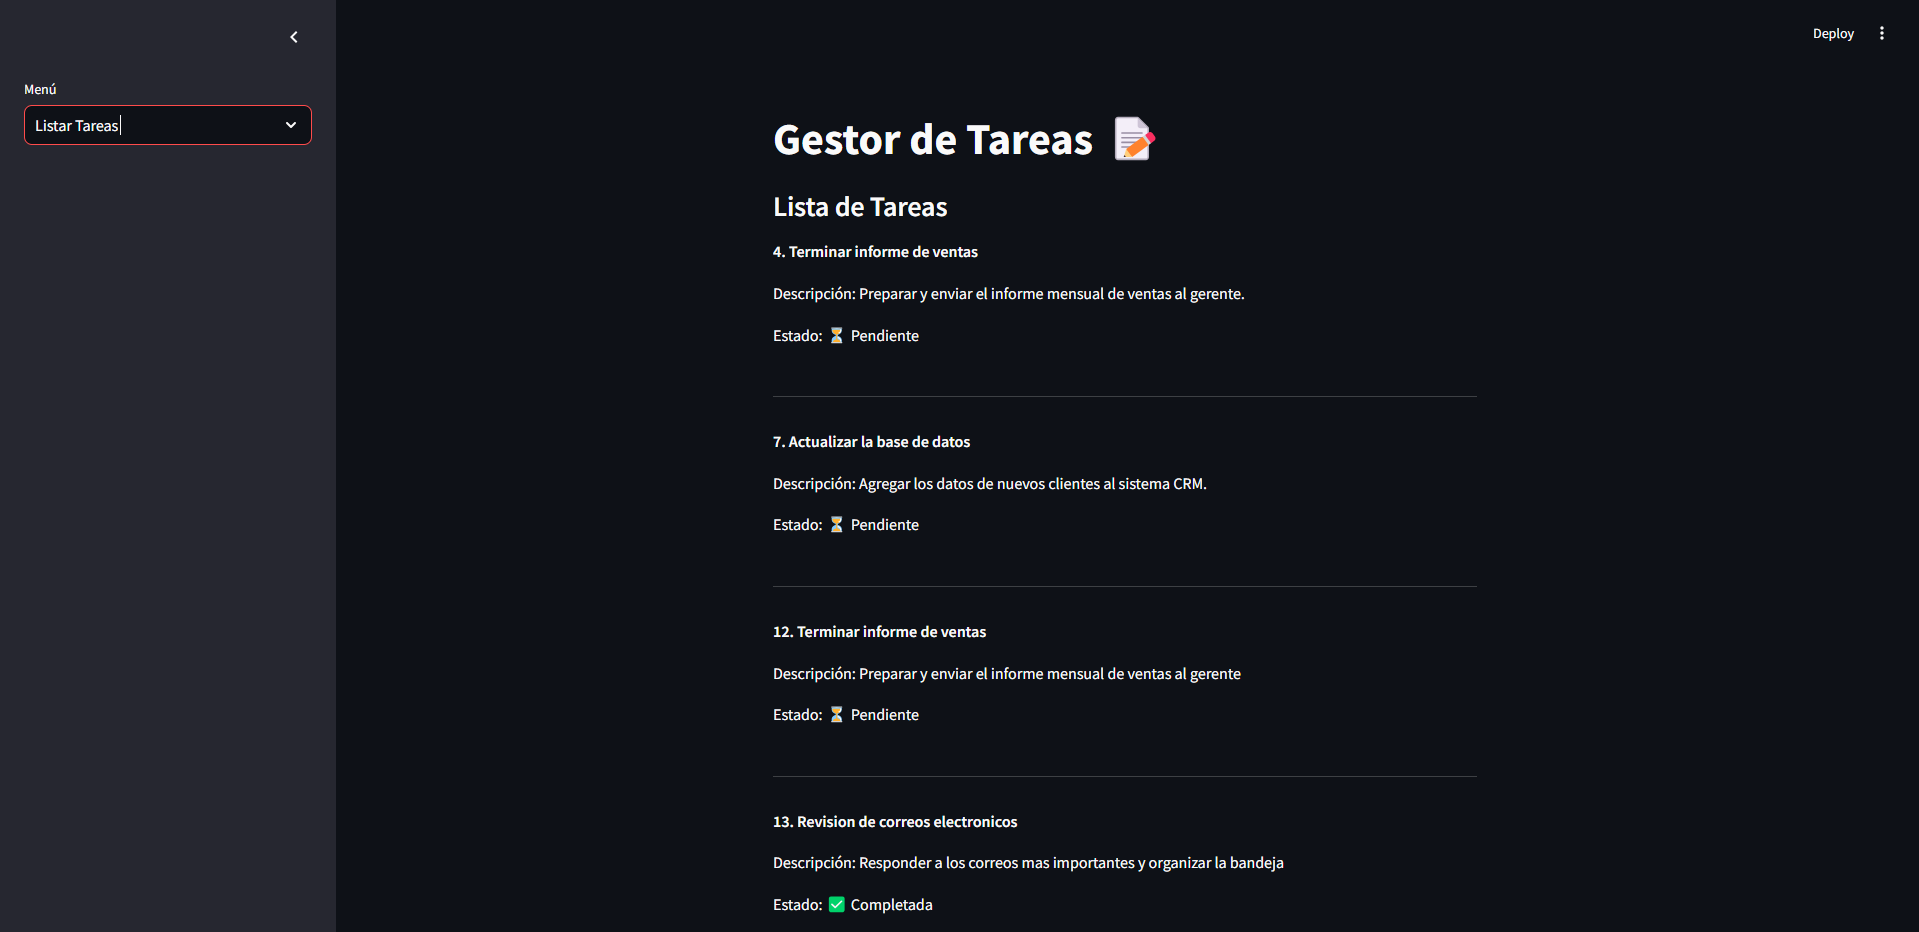 Deploy
Menú
Listar Tareas
Gestor de Tareas
Lista de Tareas
4. Terminar informe de ventas
Descripción: Preparar y enviar el informe mensual de ventas al gerente.
Estado: ⏳ Pendiente
7. Actualizar la base de datos
Descripción: Agregar los datos de nuevos clientes al sistema CRM.
Estado: ⏳ Pendiente
12. Terminar informe de ventas
Descripción: Preparar y enviar el informe mensual de ventas al gerente
Estado: ⏳ Pendiente
13. Revision de correos electronicos
Descripción: Responder a los correos mas importantes y organizar la bandeja
Estado: ✅ Completada